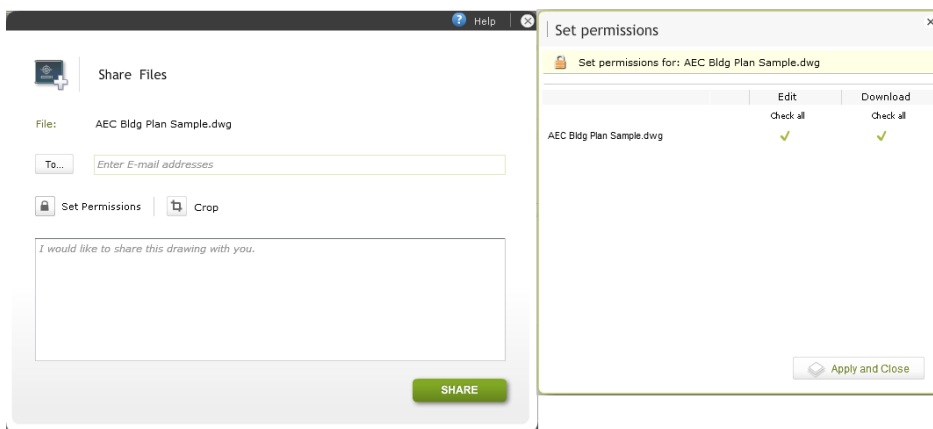 Help
Share Files
File: AEC Bldg Plan Sample.dwg
To... Enter E-mail addresses
Set Permissions Crop
I would like to share this drawing with you.
SHARE
Set permissions
Set permissions for: AEC Bldg Plan Sample.dwg
Edit Download
Check all Check all
AEC Bldg Plan Sample.dwg
Apply and Close